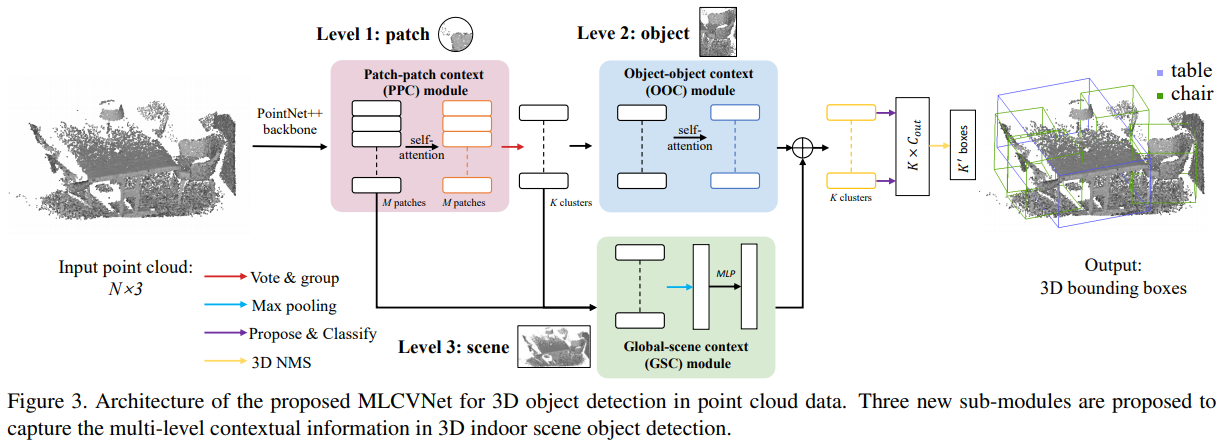 Level 1: patch
Leve 2: object
Patch-patch context
(PPC) module
Object-object context
(OOC) module
table
chair
PointNet++
backbone
self-
attention
self-
attention
K × Cout
K' boxes
M patches
M patches
K clusters
K clusters
Input point cloud:
N×3
MLP
Output:
3D bounding boxes
Vote & group
Max pooling
Propose & Classify
3D NMS
Level 3: scene
Global-scene context
(GSC) module
Figure 3. Architecture of the proposed MLCVNet for 3D object detection in point cloud data. Three new sub-modules are proposed to
capture the multi-level contextual information in 3D indoor scene object detection.